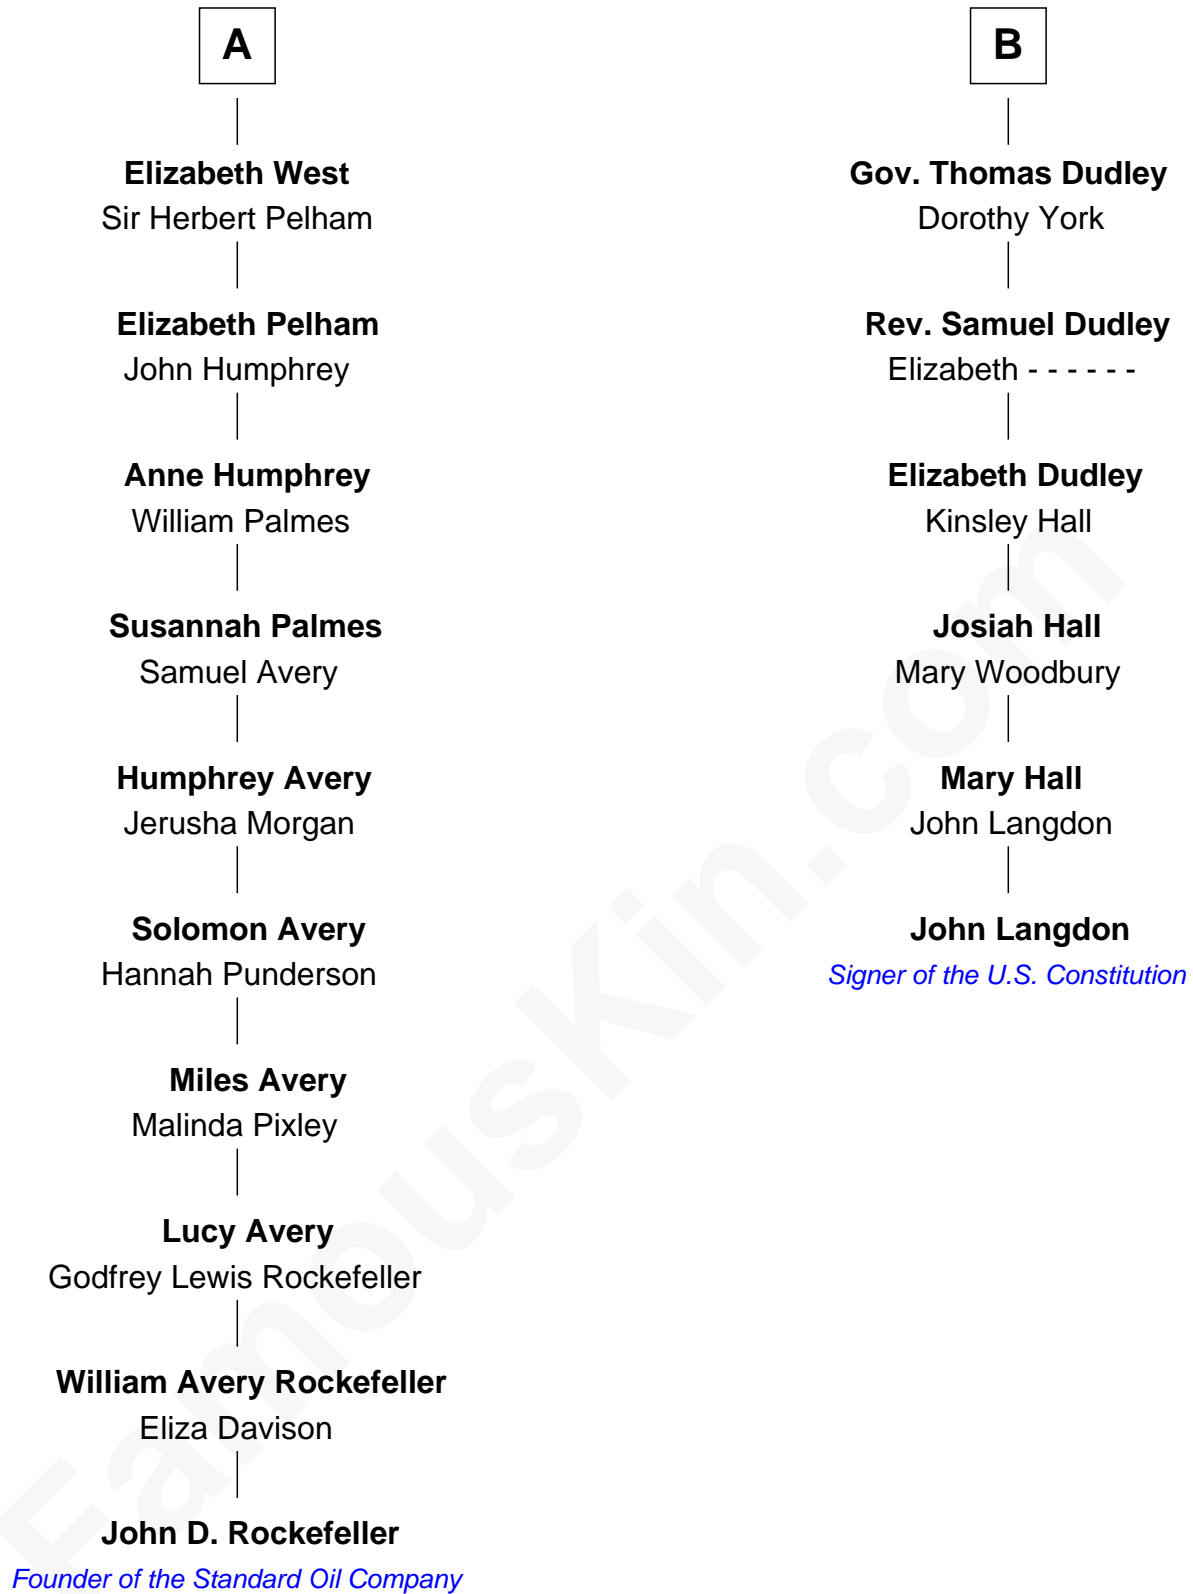 A
Elizabeth West
Sir Herbert Pelham
Elizabeth Pelham
John Humphrey
Anne Humphrey
William Palmes
Susannah Palmes
Samuel Avery
Humphrey Avery
Jerusha Morgan
Solomon Avery
Hannah Punderson
Miles Avery
Malinda Pixley
Lucy Avery
Godfrey Lewis Rockefeller
William Avery Rockefeller
Eliza Davison
John D. Rockefeller
Founder of the Standard Oil Company
B
Gov. Thomas Dudley
Dorothy York
Rev. Samuel Dudley
Elizabeth - - - - - -
Elizabeth Dudley
Kinsley Hall
Josiah Hall
Mary Woodbury
Mary Hall
John Langdon
John Langdon
Signer of the U.S. Constitution
FamousKin.com